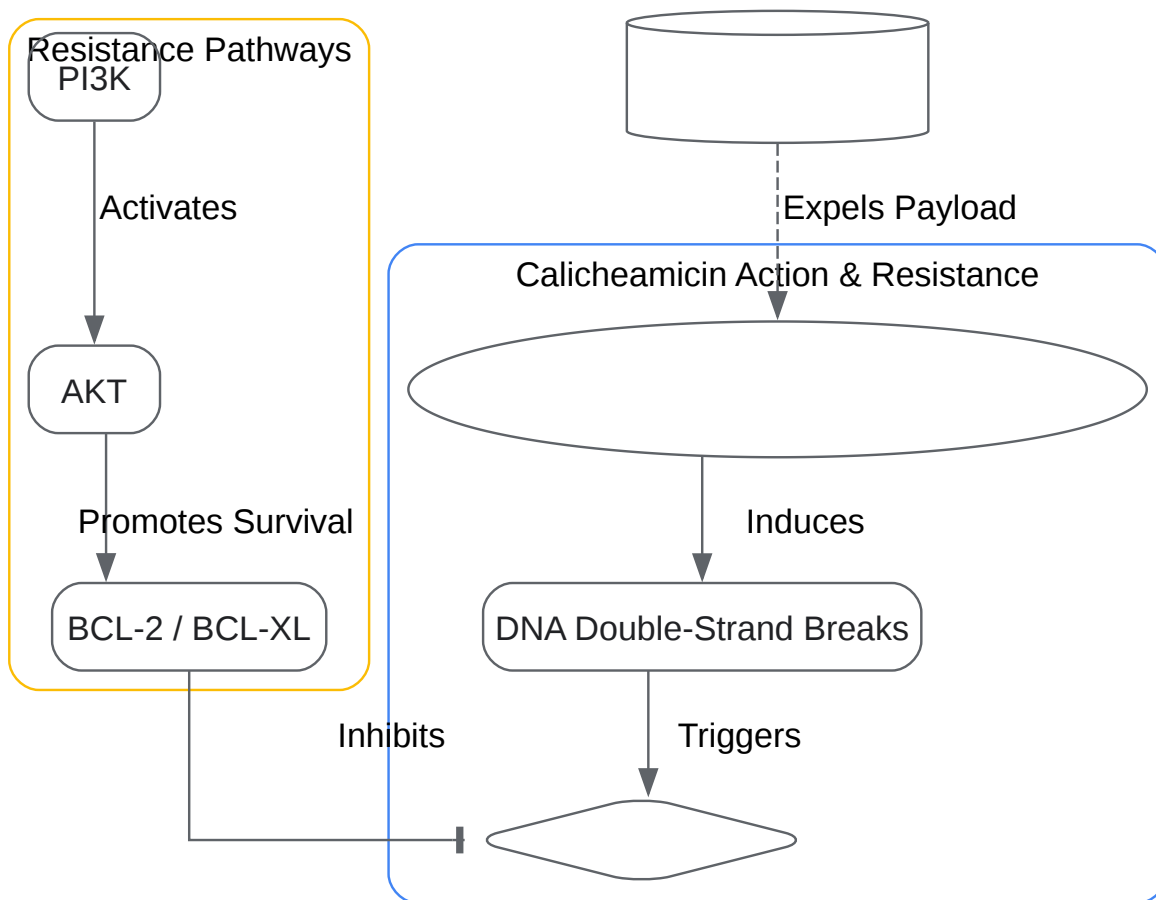 Resistance Pathways
PI3K
Activates
Expels Payload
Calicheamicin Action & Resistance
AKT
Promotes Survival
Induces
BCL-2 / BCL-XL
DNA Double-Strand Breaks
Inhibits
Triggers